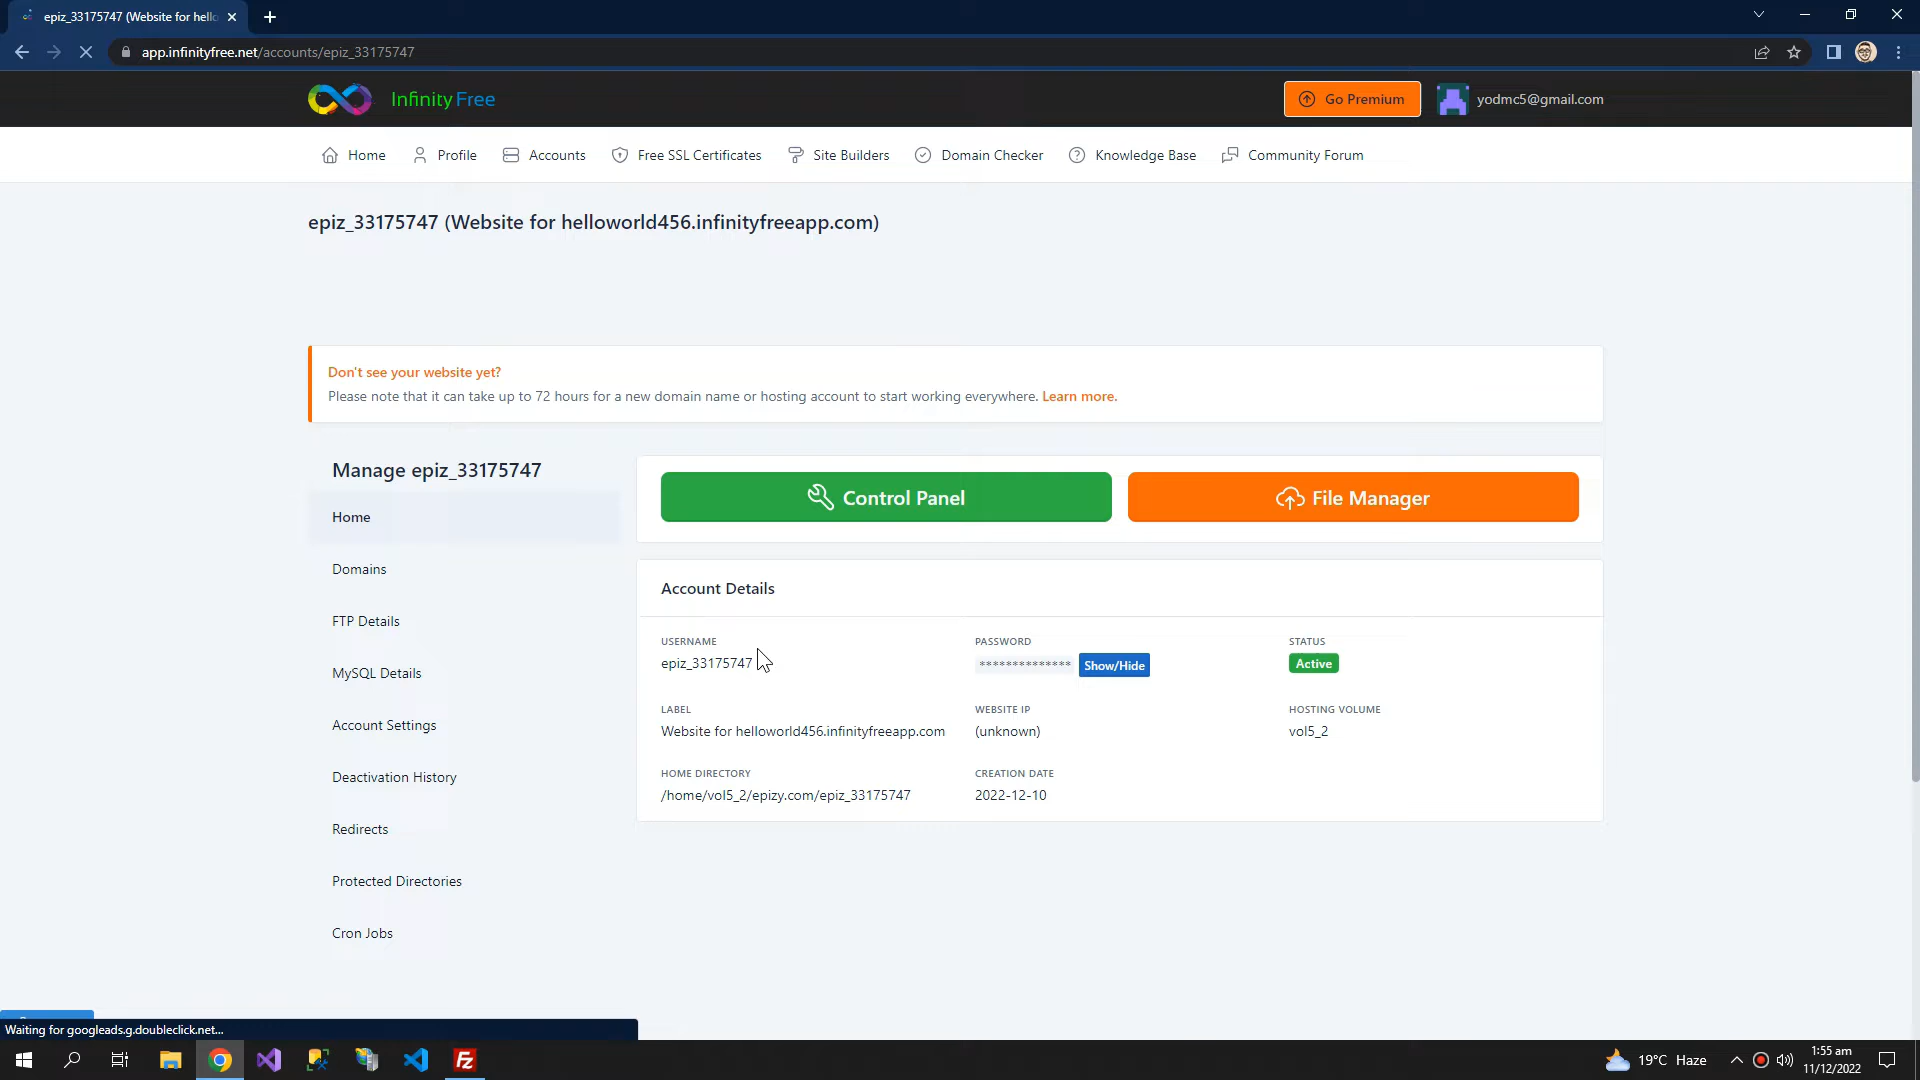 epiz_33175747 (Website for hello
app.infinityfree.net/accounts/epiz_33175747
InfinityFree
Go Premium
yodmc5@gmail.com
Home
Profile
Accounts
Free SSL Certificates
Site Builders
Domain Checker
Knowledge Base
Community Forum
epiz_33175747 (Website for helloworld456.infinityfreeapp.com)
Don't see your website yet?
Please note that it can take up to 72 hours for a new domain name or hosting account to start working everywhere. Learn more.
Manage epiz_33175747
Home
Domains
FTP Details
MySQL Details
Account Settings
Deactivation History
Redirects
Protected Directories
Cron Jobs
Control Panel
File Manager
Account Details
USERNAME
epiz_33175747
PASSWORD
**************
Show/Hide
STATUS
Active
LABEL
Website for helloworld456.infinityfreeapp.com
WEBSITE IP
(unknown)
HOSTING VOLUME
vol5_2
HOME DIRECTORY
/home/vol5_2/epizy.com/epiz_33175747
CREATION DATE
2022-12-10
Waiting for googleads.g.doubleclick.net...
19°C Haze
1:55 am
11/12/2022